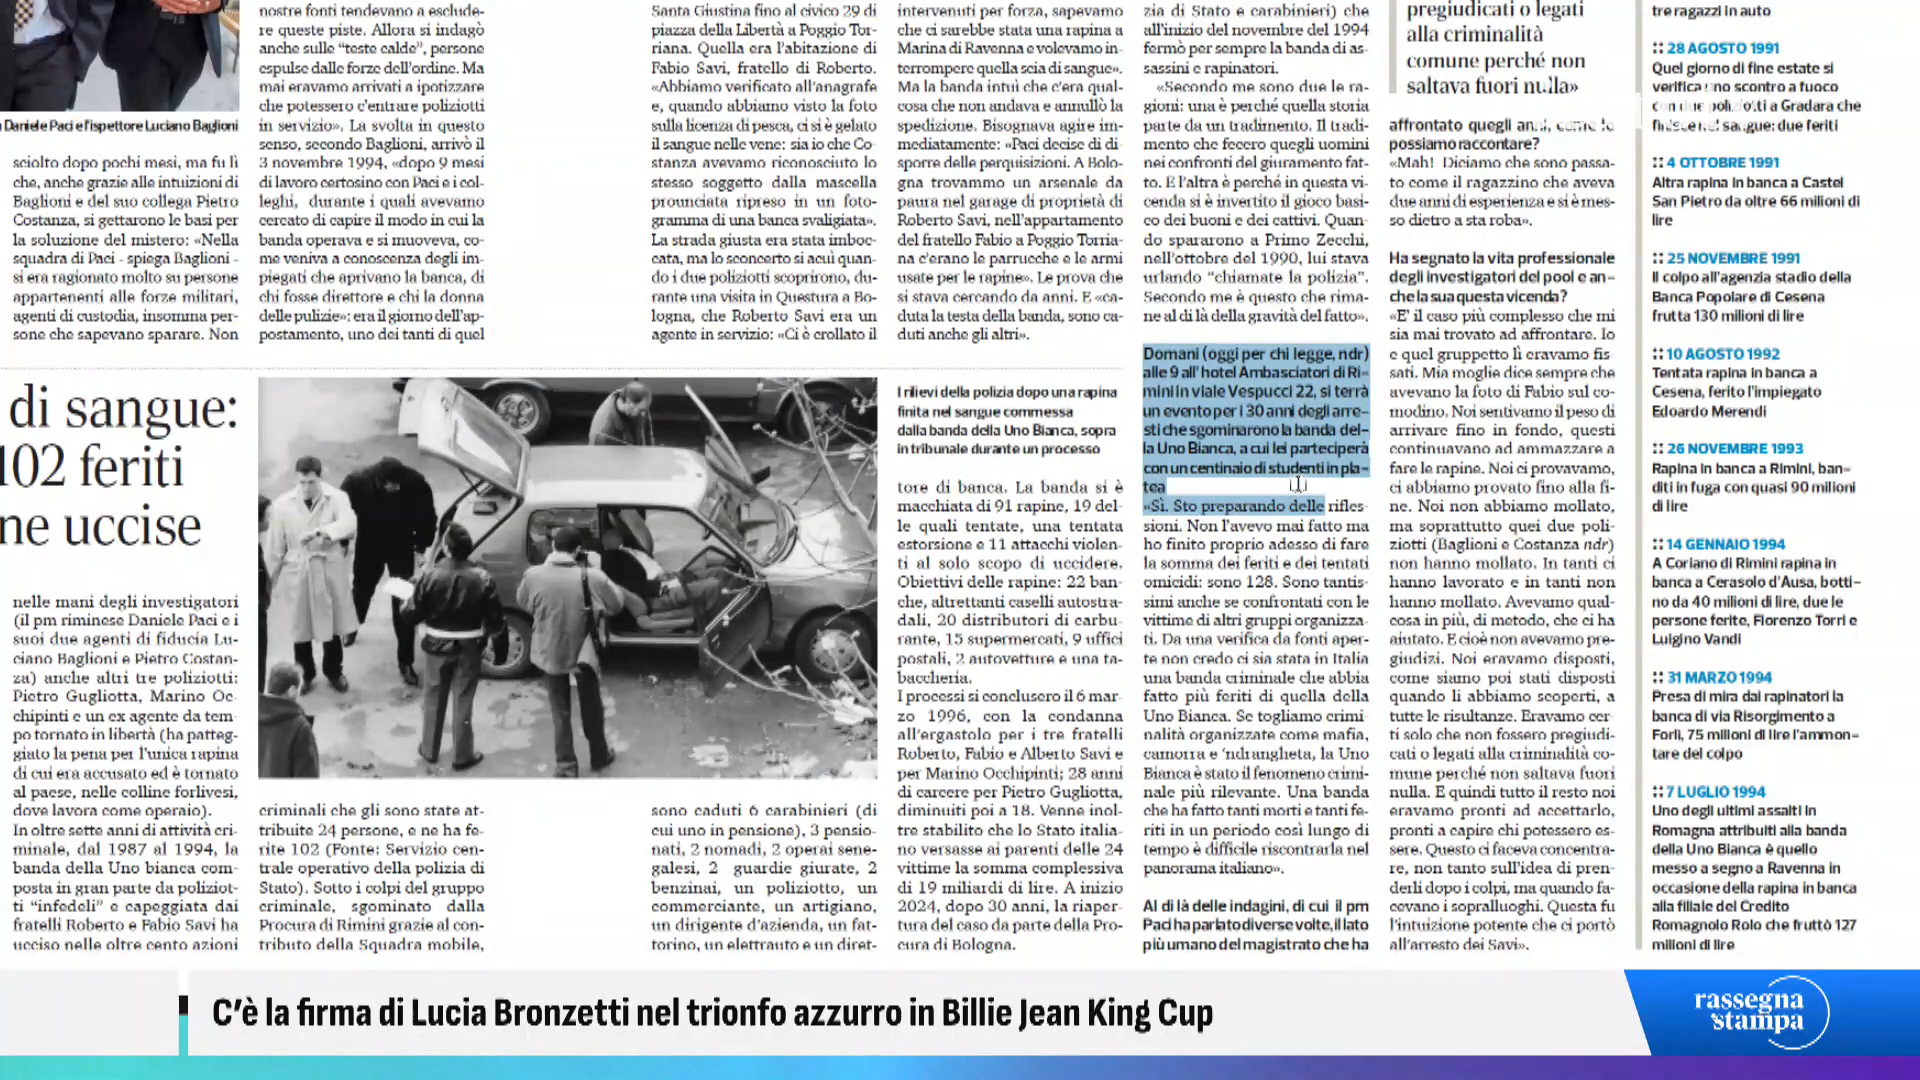 Daniele Paci e l'ispettore Luciano Baglioni
sciolto dopo pochi mesi, ma fu lì
che, anche grazie alle intuizioni di
Baglioni e del suo collega Pietro
Costanza, si gettarono le basi per
la soluzione del mistero: «Nella
squadra di Paci - spiega Baglioni -
si era ragionato molto su persone
appartenenti alle forze militari,
agenti di custodia, insomma per-
sone che sapevano sparare. Non
nostre fonti tendevano a esclude-
re queste piste. Allora si indagò
anche sulle “teste calde”, persone
espulse dalle forze dell'ordine. Ma
mai eravamo arrivati a ipotizzare
che potessero c'entrare poliziotti
in servizio». La svolta in questo
senso, secondo Baglioni, arrivò il
3 novembre 1994, «dopo 9 mesi
di lavoro certosino con Paci e i col-
leghi, durante i quali avevamo
cercato di capire il modo in cui la
banda operava e si muoveva, co-
me veniva a conoscenza degli im-
piegati che aprivano la banca, di
chi fosse direttore e chi la donna
delle pulizie»: era il giorno dell'ap-
postamento, uno dei tanti di quel
Santa Giustina fino al civico 29 di
piazza della Libertà a Poggio Tor-
riana. Quella era l'abitazione di
Fabio Savi, fratello di Roberto.
«Abbiamo verificato all'anagrafe
e, quando abbiamo visto la foto
sulla licenza di pesca, ci si è gelato
il sangue nelle vene: sia io che Co-
stanza avevamo riconosciuto lo
stesso soggetto dalla mascella
prounciata ripreso in un foto-
gramma di una banca svaligiata».
La strada giusta era stata imboc-
cata, ma lo sconcerto si acuì quan-
do i due poliziotti scoprirono, du-
rante una visita in Questura a Bo-
logna, che Roberto Savi era un
agente in servizio: «Ci è crollato il
intervenuti per forza, sapevamo
che ci sarebbe stata una rapina a
Marina di Ravenna e volevamo in-
terrompere quella scia di sangue».
Ma la banda intuì che c'era qual-
cosa che non andava e annullò la
spedizione. Bisognava agire im-
mediatamente: «Paci decise di di-
sporre delle perquisizioni. A Bolo-
gna trovammo un arsenale da
paura nel garage di proprietà di
Roberto Savi, nell'appartamento
del fratello Fabio a Poggio Torria-
na c'erano le parrucche e le armi
usate per le rapine». Le prova che
si stava cercando da anni. E «ca-
duta la testa della banda, sono ca-
duti anche gli altri».
zia di Stato e carabinieri) che
all'inizio del novembre del 1994
fermò per sempre la banda di as-
sassini e rapinatori.
«Secondo me sono due le ra-
gioni: una è perché quella storia
parte da un tradimento. Il tradi-
mento che fecero quegli uomini
nei confronti del giuramento fat-
to. E l'altra è perché in questa vi-
cenda si è invertito il gioco basi-
co dei buoni e dei cattivi. Quan-
do spararono a Primo Zecchi,
nell'ottobre del 1990, lui stava
urlando “chiamate la polizia”.
Secondo me è questo che rima-
ne al di là della gravità del fatto».
Domani (oggi per chi legge, ndr)
alle 9 all' hotel Ambasciatori di Ri-
mini in viale Vespucci 22, si terrà
un evento per i 30 anni degli arre-
sti che sgominarono la banda del-
la Uno Bianca, a cui lei parteciperà
con un centinaio di studenti in pla-
tea
«Sì. Sto preparando delle rifles-
sioni. Non l'avevo mai fatto ma
ho finito proprio adesso di fare
la somma dei feriti e dei tentati
omicidi: sono 128. Sono tantis-
simi anche se confrontati con le
vittime di altri gruppi organizza-
ti. Da una verifica da fonti aper-
te non credo ci sia stata in Italia
una banda criminale che abbia
fatto più feriti di quella della
Uno Bianca. Se togliamo crimi-
nalità organizzate come mafia,
camorra e 'ndrangheta, la Uno
Bianca è stato il fenomeno crimi-
nale più rilevante. Una banda
che ha fatto tanti morti e tanti fe-
riti in un periodo così lungo di
tempo è difficile riscontrarla nel
panorama italiano».
Al di là delle indagini, di cui il pm
Paci ha parlato diverse volte, il lato
più umano del magistrato che ha
pregiudicati o legati
alla criminalità
comune perché non
saltava fuori nulla»
affrontato quegli anni, come lo
possiamo raccontare?
«Mah! Diciamo che sono passa-
to come il ragazzino che aveva
due anni di esperienza e si è mes-
so dietro a sta roba».
Ha segnato la vita professionale
degli investigatori del pool e an-
che la sua questa vicenda?
«E' il caso più complesso che mi
sia mai trovato ad affrontare. Io
e quel gruppetto lì eravamo fis-
sati. Mia moglie dice sempre che
avevano la foto di Fabio sul co-
modino. Noi sentivamo il peso di
arrivare fino in fondo, questi
continuavano ad ammazzare a
fare le rapine. Noi ci provavamo,
ci abbiamo provato fino alla fi-
ne. Noi non abbiamo mollato,
ma soprattutto quei due poli-
ziotti (Baglioni e Costanza ndr)
non hanno mollato. In tanti ci
hanno lavorato e in tanti non
hanno mollato. Avevamo qual-
cosa in più, di metodo, che ci ha
aiutato. E cioè non avevamo pre-
giudizi. Noi eravamo disposti,
come siamo poi stati disposti
quando li abbiamo scoperti, a
tutte le risultanze. Eravamo cer-
ti solo che non fossero pregiudi-
cati o legati alla criminalità co-
mune perché non saltava fuori
nulla. E quindi tutto il resto noi
eravamo pronti ad accettarlo,
pronti a capire chi potessero es-
sere. Questo ci faceva concentra-
re, non tanto sull'idea di pren-
derli dopo i colpi, ma quando fa-
cevano i sopralluoghi. Questa fu
l'intuizione potente che ci portò
all'arresto dei Savi».
tre ragazzi in auto
:: 28 AGOSTO 1991
Quel giorno di fine estate si
verifica uno scontro a fuoco
con due poliziotti a Gradara che
finisce nel sangue: due feriti
:: 4 OTTOBRE 1991
Altra rapina in banca a Castel
San Pietro da oltre 66 milioni di
lire
:: 25 NOVEMBRE 1991
Il colpo all'agenzia stadio della
Banca Popolare di Cesena
frutta 130 milioni di lire
:: 10 AGOSTO 1992
Tentata rapina in banca a
Cesena, ferito l'impiegato
Edoardo Merendi
:: 26 NOVEMBRE 1993
Rapina in banca a Rimini, ban-
diti in fuga con quasi 90 milioni
di lire
:: 14 GENNAIO 1994
A Coriano di Rimini rapina in
banca a Cerasolo d'Ausa, botti-
no da 40 milioni di lire, due le
persone ferite, Fiorenzo Torri e
Luigino Vandi
:: 31 MARZO 1994
Presa di mira dai rapinatori la
banca di via Risorgimento a
Forlì, 75 milioni di lire l'ammon-
tare del colpo
:: 7 LUGLIO 1994
Uno degli ultimi assalti in
Romagna attribuiti alla banda
della Uno Bianca è quello
messo a segno a Ravenna in
occasione della rapina in banca
alla filiale del Credito
Romagnolo Rolo che fruttò 127
milioni di lire
di sangue:
102 feriti
ne uccise
nelle mani degli investigatori
(il pm riminese Daniele Paci e i
suoi due agenti di fiducia Lu-
ciano Baglioni e Pietro Costan-
za) anche altri tre poliziotti:
Pietro Gugliotta, Marino Oc-
chipinti e un ex agente da tem-
po tornato in libertà (ha patteg-
giato la pena per l'unica rapina
di cui era accusato ed è tornato
al paese, nelle colline forlivesi,
dove lavora come operaio).
In oltre sette anni di attività cri-
minale, dal 1987 al 1994, la
banda della Uno bianca com-
posta in gran parte da poliziot-
ti “infedeli” e capeggiata dai
fratelli Roberto e Fabio Savi ha
ucciso nelle oltre cento azioni
criminali che gli sono state at-
tribuite 24 persone, e ne ha fe-
rite 102 (Fonte: Servizio cen-
trale operativo della polizia di
Stato). Sotto i colpi del gruppo
criminale, sgominato dalla
Procura di Rimini grazie al con-
tributo della Squadra mobile,
sono caduti 6 carabinieri (di
cui uno in pensione), 3 pensio-
nati, 2 nomadi, 2 operai sene-
galesi, 2 guardie giurate, 2
benzinai, un poliziotto, un
commerciante, un artigiano,
un dirigente d'azienda, un fat-
torino, un elettrauto e un diret-
I rilievi della polizia dopo una rapina
finita nel sangue commessa
dalla banda della Uno Bianca, sopra
in tribunale durante un processo
tore di banca. La banda si è
macchiata di 91 rapine, 19 del-
le quali tentate, una tentata
estorsione e 11 attacchi violen-
ti al solo scopo di uccidere.
Obiettivi delle rapine: 22 ban-
che, altrettanti caselli autostra-
dali, 20 distributori di carbu-
rante, 15 supermercati, 9 uffici
postali, 2 autovetture e una ta-
baccheria.
I processi si conclusero il 6 mar-
zo 1996, con la condanna
all'ergastolo per i tre fratelli
Roberto, Fabio e Alberto Savi e
per Marino Occhipinti; 28 anni
di carcere per Pietro Gugliotta,
diminuiti poi a 18. Venne inol-
tre stabilito che lo Stato italia-
no versasse ai parenti delle 24
vittime la somma complessiva
di 19 miliardi di lire. A inizio
2024, dopo 30 anni, la riaper-
tura del caso da parte della Pro-
cura di Bologna.
C'è la firma di Lucia Bronzetti nel trionfo azzurro in Billie Jean King Cup
rassegna
stampa